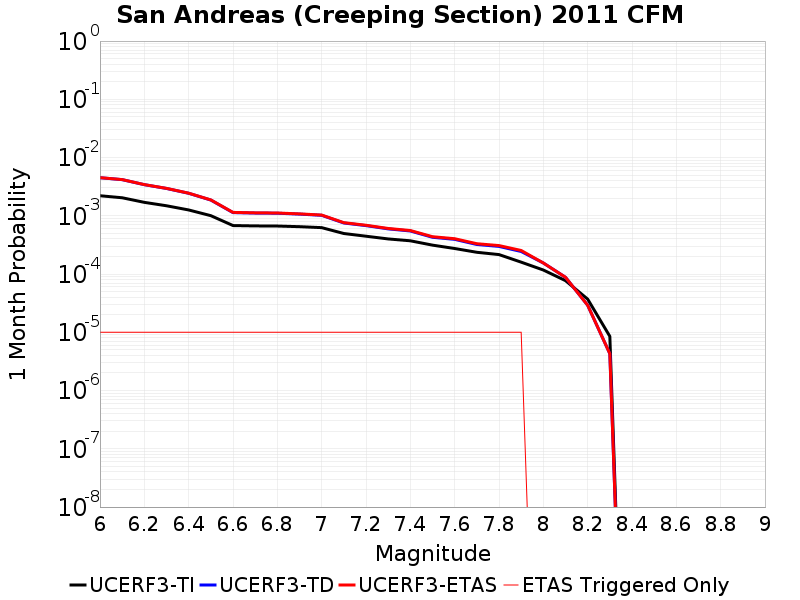 San Andreas (Creeping Section) 2011 CFM
1 Month Probability
10^0
10^-1
10^-2
10^-3
10^-4
10^-5
10^-6
10^-7
10^-8
6 6.2 6.4 6.6 6.8 7 7.2 7.4 7.6 7.8 8 8.2 8.4 8.6 8.8 9
Magnitude
UCERF3-TI UCERF3-TD UCERF3-ETAS ETAS Triggered Only